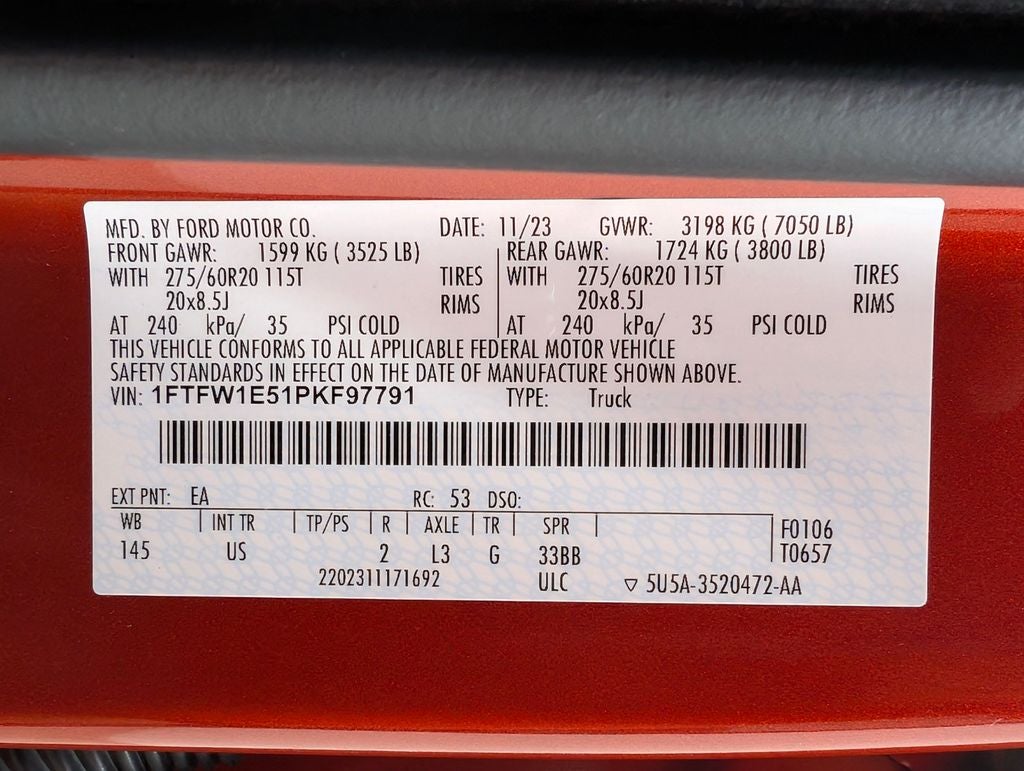 MFD. BY FORD MOTOR CO. DATE: 11/23 GVWR: 3198 KG ( 7050 LB)
FRONT GAWR: 1599 KG ( 3525 LB) REAR GAWR: 1724 KG ( 3800 LB)
WITH 275/60R20 115T TIRES WITH 275/60R20 115T TIRES
20x8.5J RIMS 20x8.5J RIMS
AT 240 kPa/ 35 PSI COLD AT 240 kPa/ 35 PSI COLD
THIS VEHICLE CONFORMS TO ALL APPLICABLE FEDERAL MOTOR VEHICLE
SAFETY STANDARDS IN EFFECT ON THE DATE OF MANUFACTURE SHOWN ABOVE.
VIN: 1FTFW1E51PKF97791 TYPE: Truck
EXT PNT: EA RC: 53 DSO:
WB INT TR TP/PS R AXLE TR SPR F0106
145 US 2 L3 G 33BB T0657
2202311171692 ULC ▽ 5U5A-3520472-AA